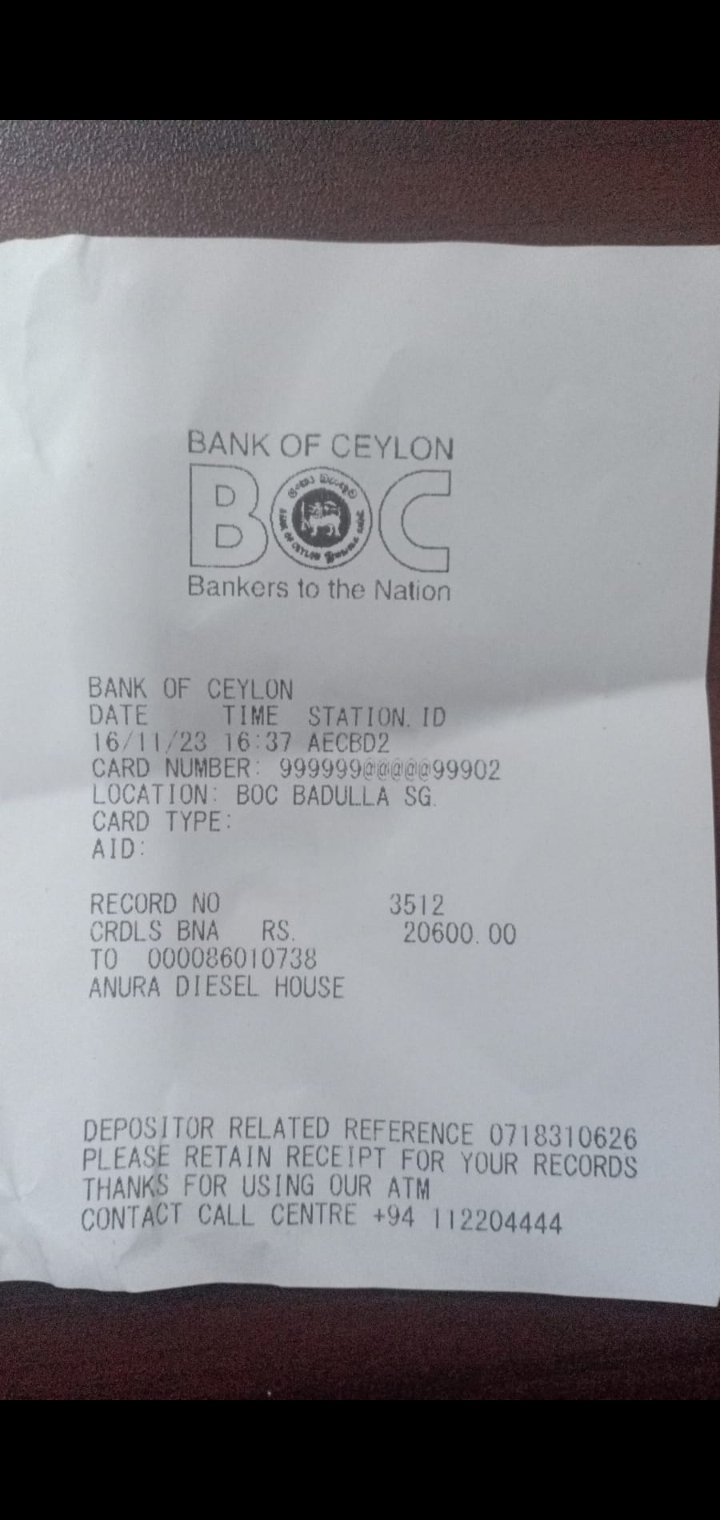 BANK OF CEYLON
BOC
Bankers to the Nation
BANK OF CEYLON
DATE TIME STATION.ID
16/11/23 16:37 AECBD2
CARD NUMBER: 999999@@@@@99902
LOCATION: BOC BADULLA SG.
CARD TYPE:
AID:
RECORD NO 3512
CRDLS BNA RS. 20600.00
TO 000086010738
ANURA DIESEL HOUSE
DEPOSITOR RELATED REFERENCE 0718310626
PLEASE RETAIN RECEIPT FOR YOUR RECORDS
THANKS FOR USING OUR ATM
CONTACT CALL CENTRE +94 112204444